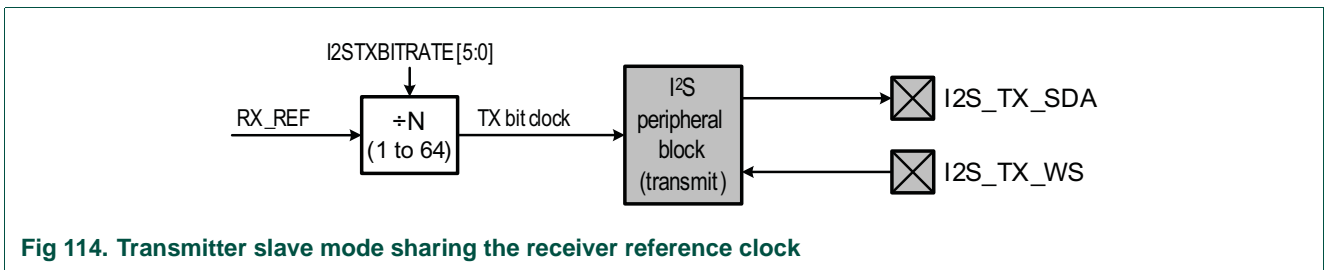 I2STXBITRATE[5:0]
RX_REF
÷N
(1 to 64)
TX bit clock
I2S
peripheral
block
(transmit)
I2S_TX_SDA
I2S_TX_WS
Fig 114. Transmitter slave mode sharing the receiver reference clock